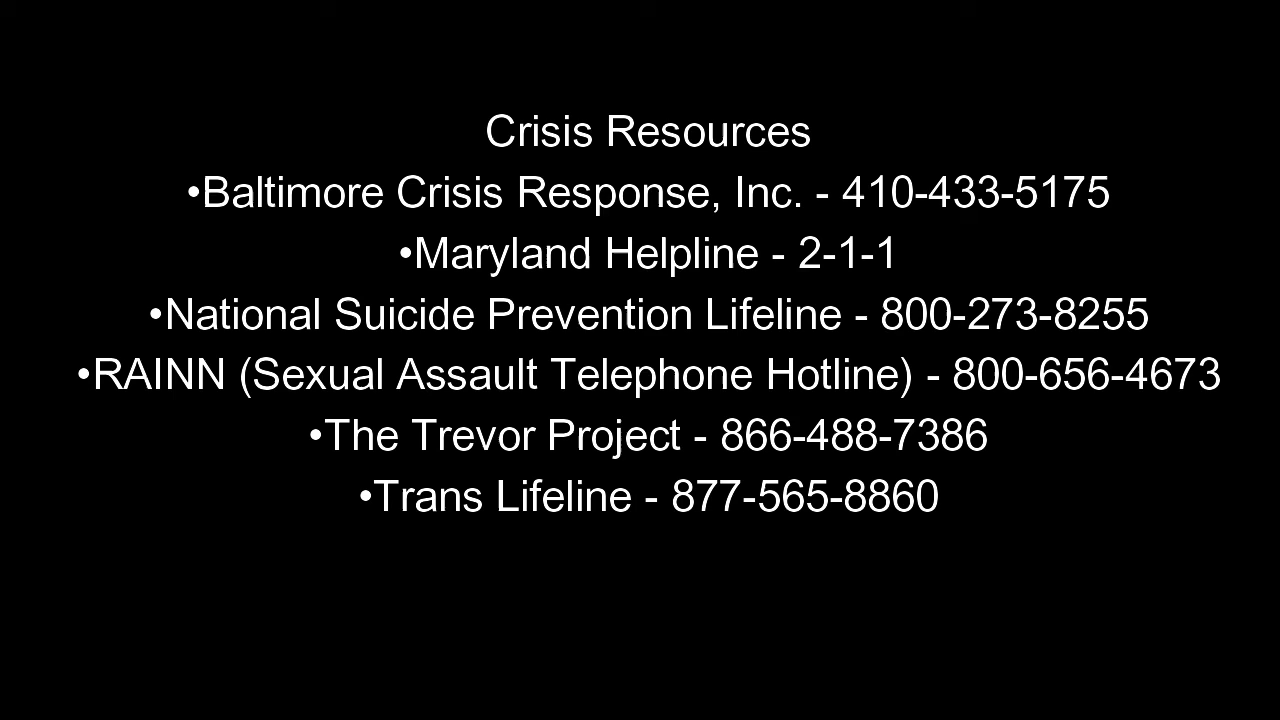 Crisis Resources
•Baltimore Crisis Response, Inc. - 410-433-5175
•Maryland Helpline - 2-1-1
•National Suicide Prevention Lifeline - 800-273-8255
•RAINN (Sexual Assault Telephone Hotline) - 800-656-4673
•The Trevor Project - 866-488-7386
•Trans Lifeline - 877-565-8860